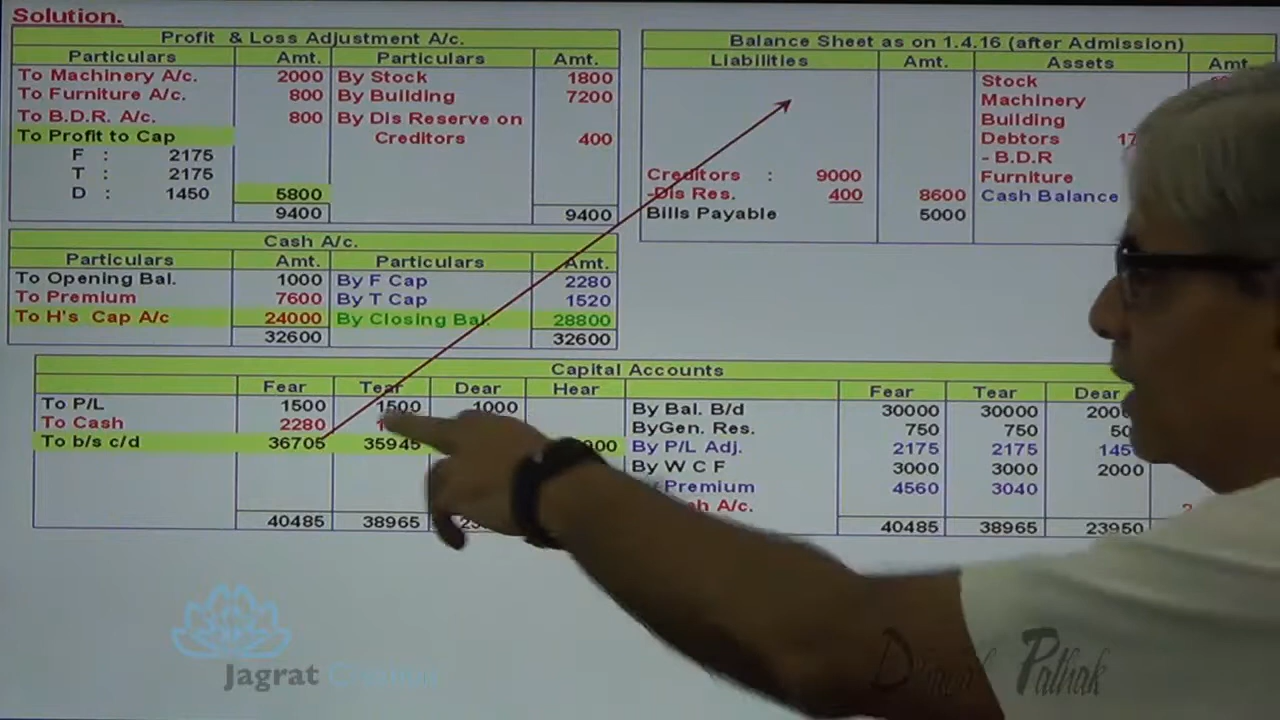 Solution.
Profit & Loss Adjustment A/c.
Particulars Amt. Particulars Amt.
To Machinery A/c. 2000 By Stock 1800
To Furniture A/c. 800 By Building 7200
To B.D.R. A/c. 800 By Dis Reserve on
To Profit to Cap Creditors 400
F : 2175
T : 2175
D : 1450 5800
9400 9400
Balance Sheet as on 1.4.16 (after Admission)
Liabilities Amt. Assets Amt.
Stock
Machinery
Building
Debtors
- B.D.R
Creditors : 9000 Furniture
-Dis Res. 400 8600 Cash Balance
Bills Payable 5000
Cash A/c.
Particulars Amt. Particulars Amt.
To Opening Bal. 1000 By F Cap 2280
To Premium 7600 By T Cap 1520
To H's Cap A/c 24000 By Closing Bal. 28800
32600 32600
Capital Accounts
Fear Tear Dear Hear Fear Tear Dear
To P/L 1500 1500 1000 By Bal. B/d 30000 30000
To Cash 2280 ByGen. Res. 750 750
To b/s c/d 36705 35945 By P/L Adj. 2175 2175
By W C F 3000 3000 2000
Premium 4560 3040
A/c.
40485 38965 40485 38965 23950
Jagrat
Pathak